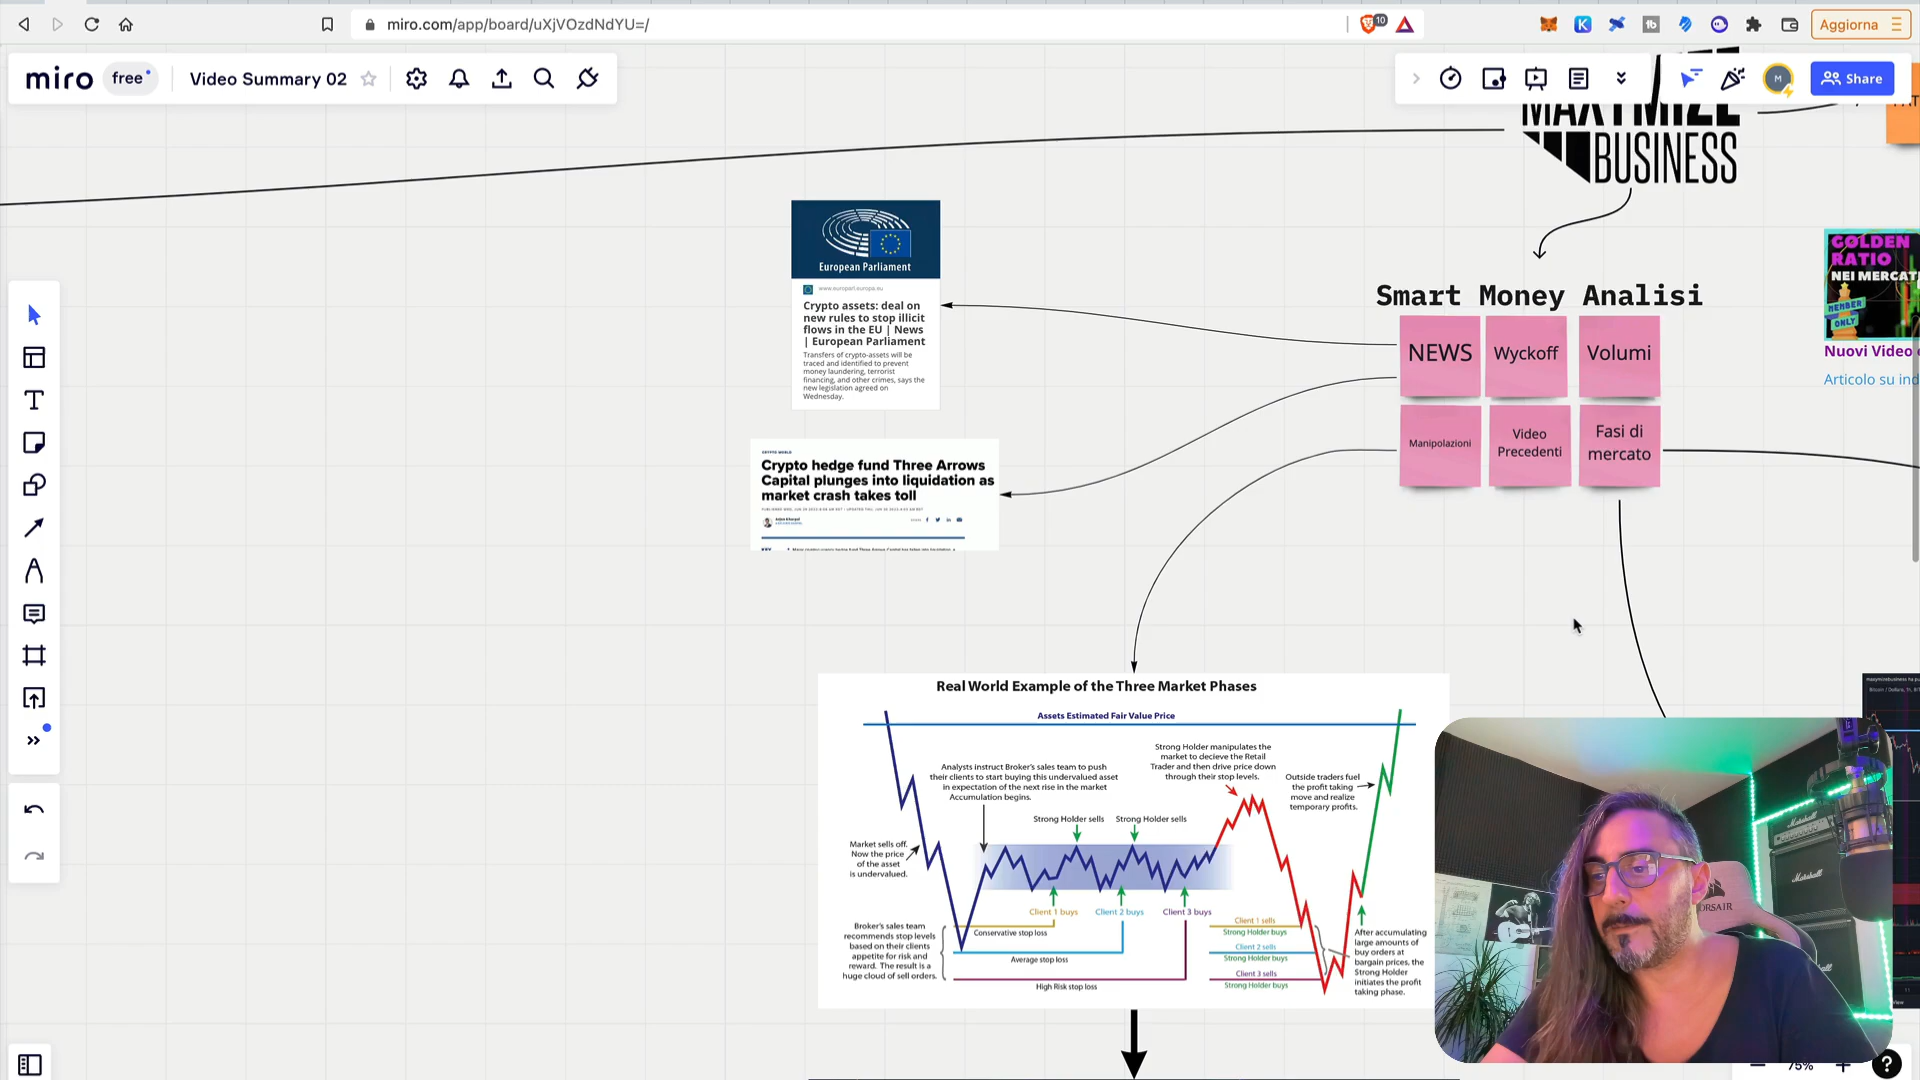 miro.com/app/board/uXjVOzdNdYU=/
10
Aggiorna
miro
free
Video Summary 02
M
Share
MAXYMIZE
BUSINESS
European Parliament
www.europarl.europa.eu
Crypto assets: deal on
new rules to stop illicit
flows in the EU | News
| European Parliament
Transfers of crypto-assets will be
traced and identified to prevent
money laundering, terrorist
financing, and other crimes, says the
new legislation agreed on
Wednesday.
Smart Money Analisi
NEWS
Wyckoff
Volumi
Manipolazioni
Video
Precedenti
Fasi di
mercato
GOLDEN
RATIO
NEI MERCAT
MEMBER
ONLY
Nuovi Video
Articolo su ind
CRYPTO WORLD
Crypto hedge fund Three Arrows
Capital plunges into liquidation as
market crash takes toll
Real World Example of the Three Market Phases
Assets Estimated Fair Value Price
Analysts instruct Broker's sales team to push
their clients to start buying this undervalued asset
in expectation of the next rise in the market
Accumulation begins.
Strong Holder manipulates the
market to decieve the Retail
Trader and then drive price down
through their stop levels.
Outside traders fuel
the profit taking
move and realize
temporary profits.
Strong Holder sells
Strong Holder sells
Market sells off.
Now the price
of the asset
is undervalued.
Client 1 buys
Client 2 buys
Client 3 buys
Broker's sales team
recommends stop levels
based on their clients
appetite for risk and
reward. The result is a
huge cloud of sell orders.
Conservative stop loss
Average stop loss
High Risk stop loss
Client 1 sells
Strong Holder buys
Client 2 sells
Strong Holder buys
Client 3 sells
Strong Holder buys
After accumulating
large amounts of
buy orders at
bargain prices, the
Strong Holder
initiates the profit
taking phase.
Marshall
Marshall
CORSAIR
75%